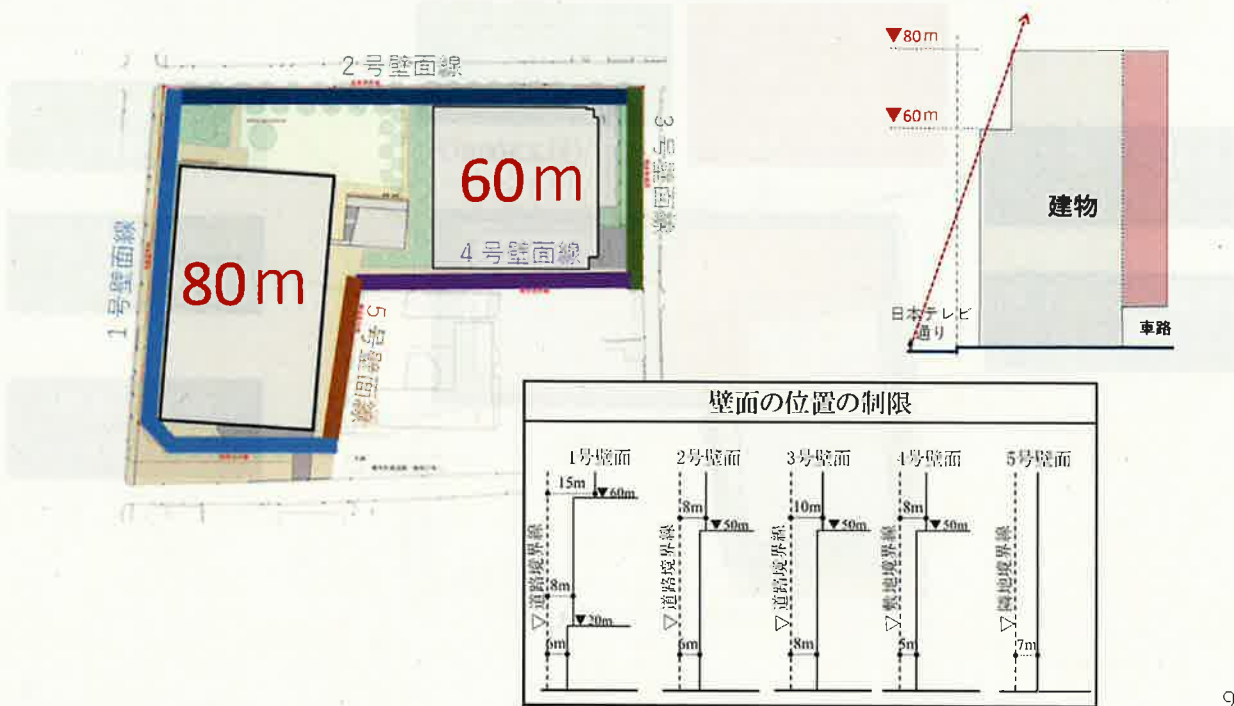 2号壁面線
1号壁面線
3号壁面線
60m
4号壁面線
80m
5号壁面線
▼80m
▼60m
建物
日本テレビ
通り
車路
壁面の位置の制限
1号壁面
2号壁面
3号壁面
4号壁面
5号壁面
15m
▼60m
8m
▼20m
6m
▽道路境界線
8m
▼50m
6m
▽道路境界線
10m
▼50m
8m
▽道路境界線
8m
▼50m
5m
▽敷地境界線
7m
▽隣地境界線
9